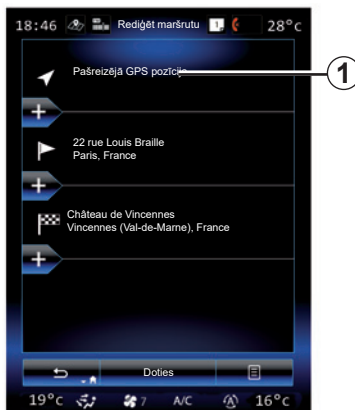 18:46 Rediģēt maršrutu 1 28°c
Pašreizējā GPS pozīcija
1
+
22 rue Louis Braille
Paris, France
+
Château de Vincennes
Vincennes (Val-de-Marne), France
+
Doties
19°c 7 A/C A 16°c